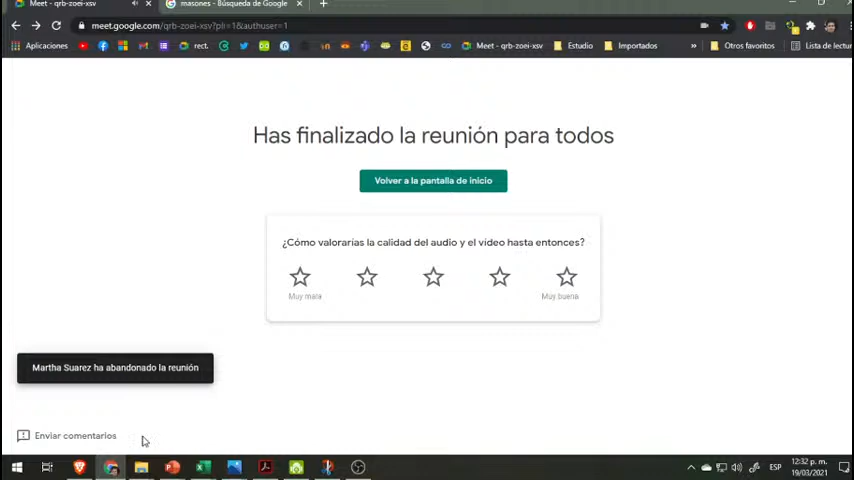 Meet - qrb-zoei-xsv
masones - Búsqueda de Google
meet.google.com/qrb-zoei-xsv?pli=1&authuser=1
Aplicaciones
rect.
Meet - qrb-zoei-xsv
Estudio
Importados
»
Otros favoritos
Lista de lectur
Has finalizado la reunión para todos
Volver a la pantalla de inicio
¿Cómo valorarías la calidad del audio y el vídeo hasta entonces?
Muy mala
Muy buena
Martha Suarez ha abandonado la reunión
Enviar comentarios
ESP
12:32 p. m.
19/03/2021